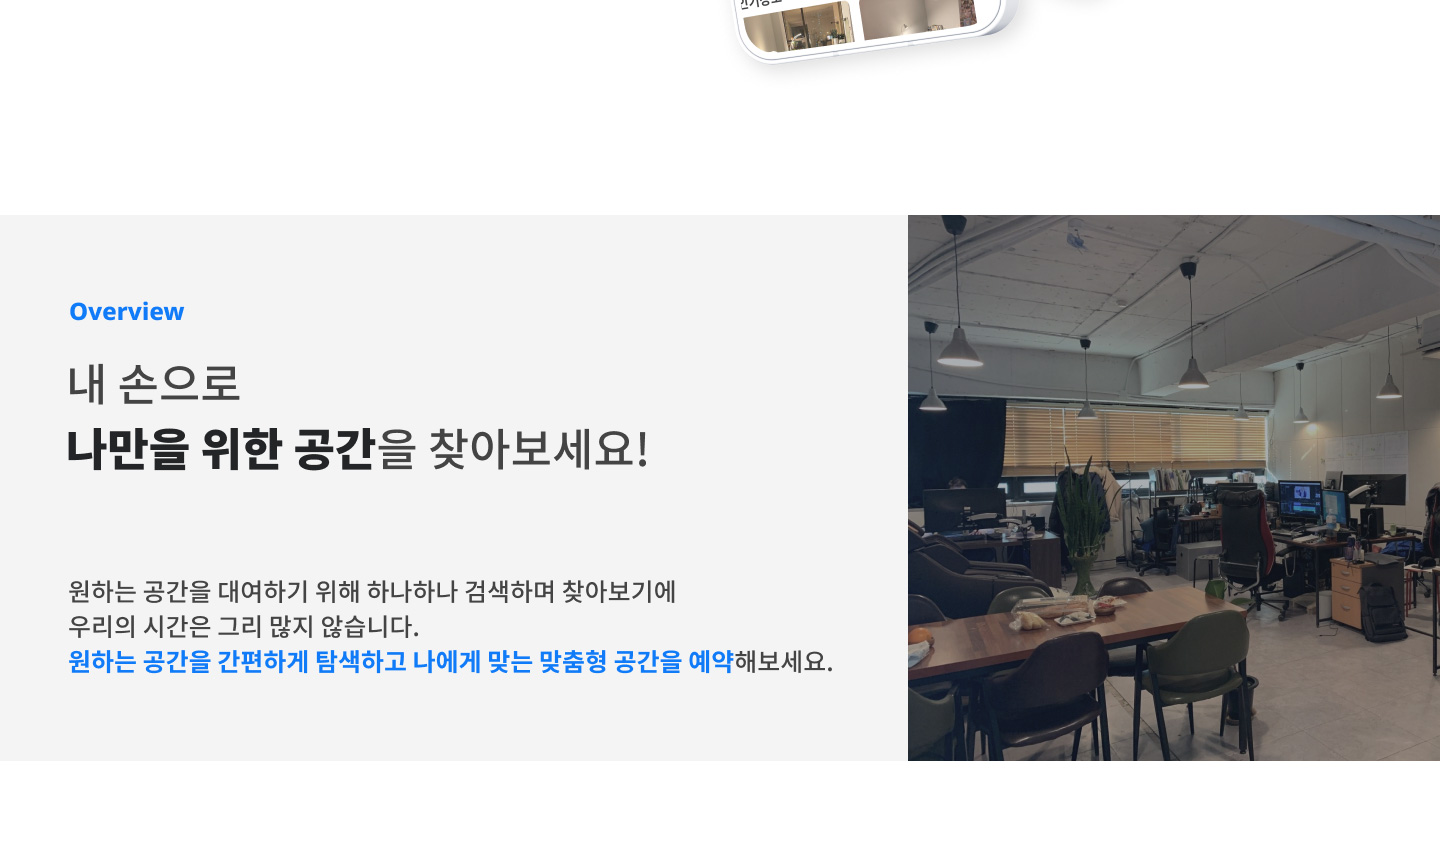 Overview
내 손으로
나만을 위한 공간을 찾아보세요!
원하는 공간을 대여하기 위해 하나하나 검색하며 찾아보기에
우리의 시간은 그리 많지 않습니다.
원하는 공간을 간편하게 탐색하고 나에게 맞는 맞춤형 공간을 예약해보세요.